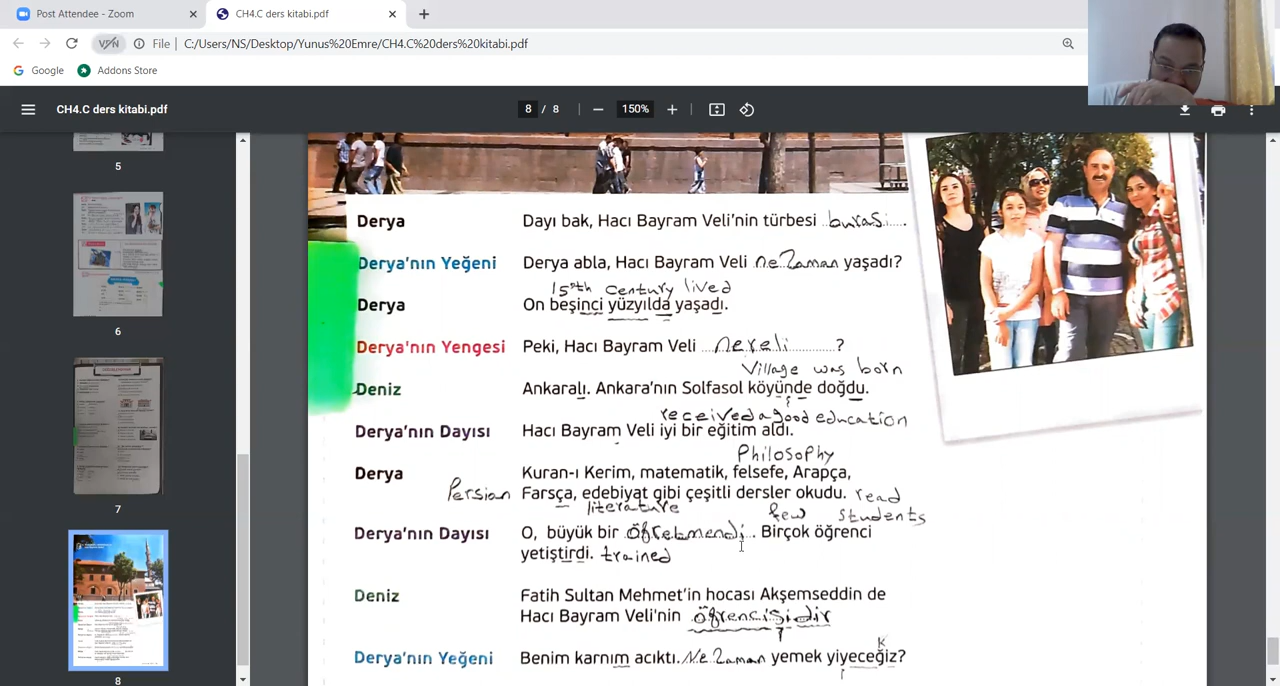 Post Attendee - Zoom
CH4.C ders kitabi.pdf
VPN
File
C:/Users/NS/Desktop/Yunus%20Emre/CH4.C%20ders%20kitabi.pdf
Google
Addons Store
CH4.C ders kitabi.pdf
8 / 8
150%
5
6
7
8
Derya Dayı bak, Hacı Bayram Veli'nin türbesi burası.
Derya'nın Yeğeni Derya abla, Hacı Bayram Veli ne zaman yaşadı?
15th century lived
Derya On beşinci yüzyılda yaşadı.
Derya'nın Yengesi Peki, Hacı Bayram Veli nereli ?
Village was born
Deniz Ankaralı. Ankara'nın Solfasol köyünde doğdu.
received a good education
Derya'nın Dayısı Hacı Bayram Veli iyi bir eğitim aldı.
Philosophy
Derya Kuran-ı Kerim, matematik, felsefe, Arapça,
Persian Farsça, edebiyat gibi çeşitli dersler okudu. read
literature few students
Derya'nın Dayısı O, büyük bir öğretmendi. Birçok öğrenci
yetiştirdi. trained
Deniz Fatih Sultan Mehmet'in hocası Akşemseddin de
Hacı Bayram Veli'nin öğrencisidir
k
Derya'nın Yeğeni Benim karnım acıktı. Ne zaman yemek yiyeceğiz?